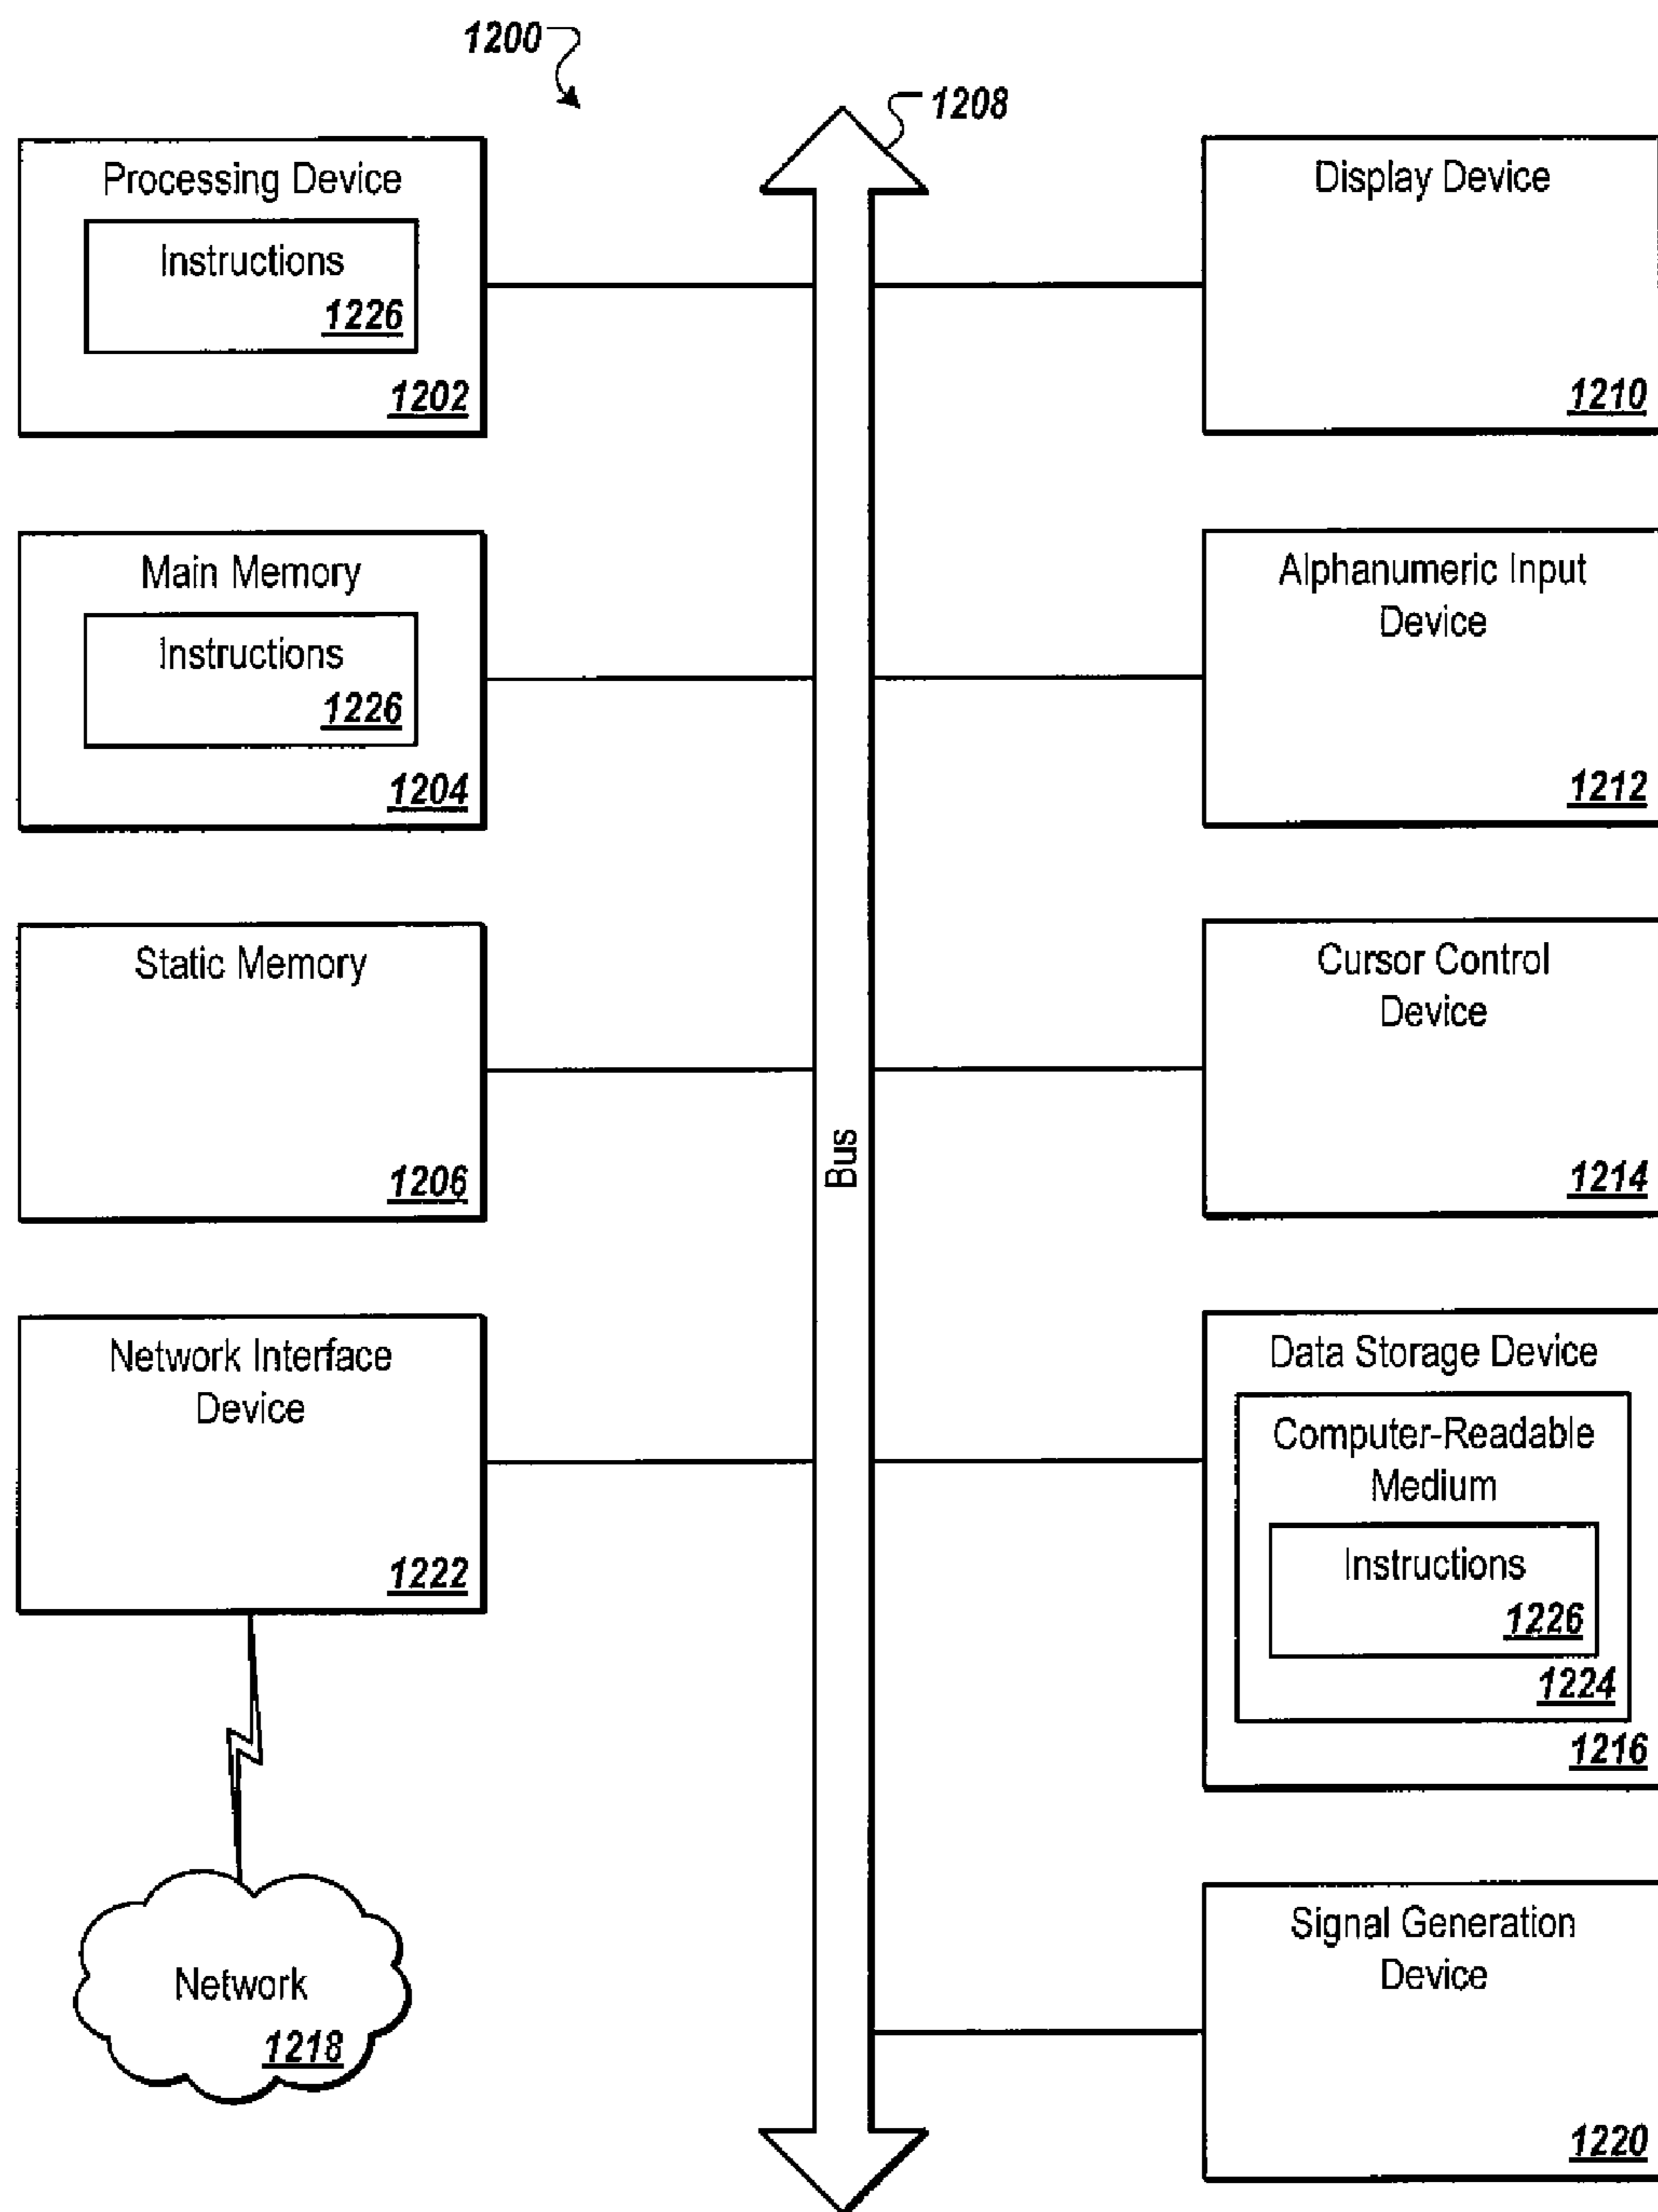 1200
1208
Processing Device
Instructions
1226
1202
Display Device
1210
Main Memory
Instructions
1226
1204
Alphanumeric Input
Device
1212
Static Memory
1206
Cursor Control
Device
1214
Bus
Network Interface
Device
1222
Data Storage Device
Computer-Readable
Medium
Instructions
1226
1224
1216
Network
1218
Signal Generation
Device
1220